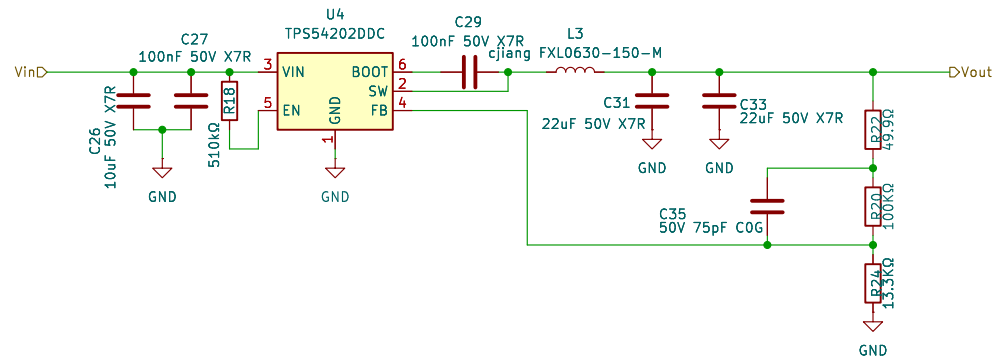 U4
TPS54202DDC
C27
100nF 50V X7R
C29
100nF 50V X7R
L3
cjiang FXL0630-150-M
Vin
3
VIN
BOOT
6
SW
2
5
EN
FB
4
GND
1
R18
510kΩ
C26
10uF 50V X7R
GND
GND
C31
22uF 50V X7R
GND
C33
22uF 50V X7R
GND
Vout
R22
49.9Ω
C35
50V 75pF C0G
R20
100KΩ
R24
13.3KΩ
GND